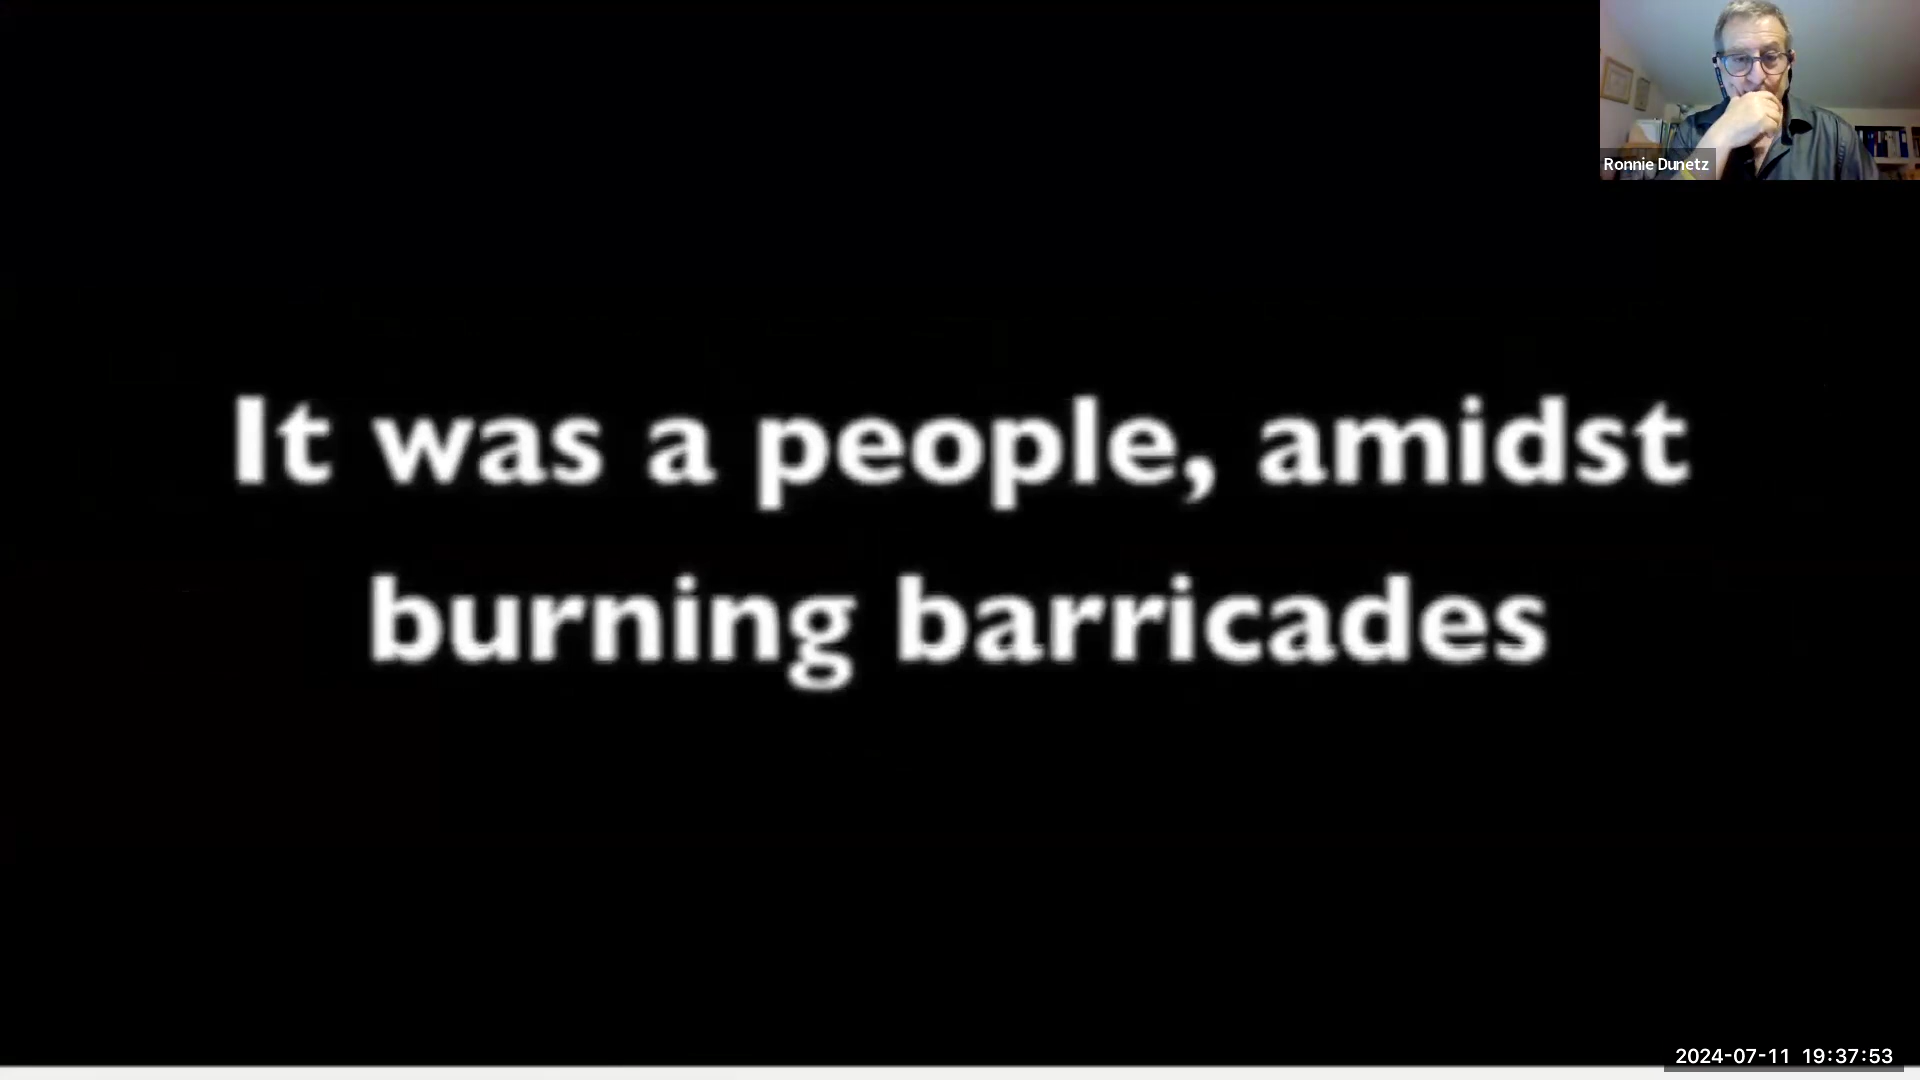 Ronnie Dunetz
It was a people, amidst
burning barricades
2024-07-11 19:37:53